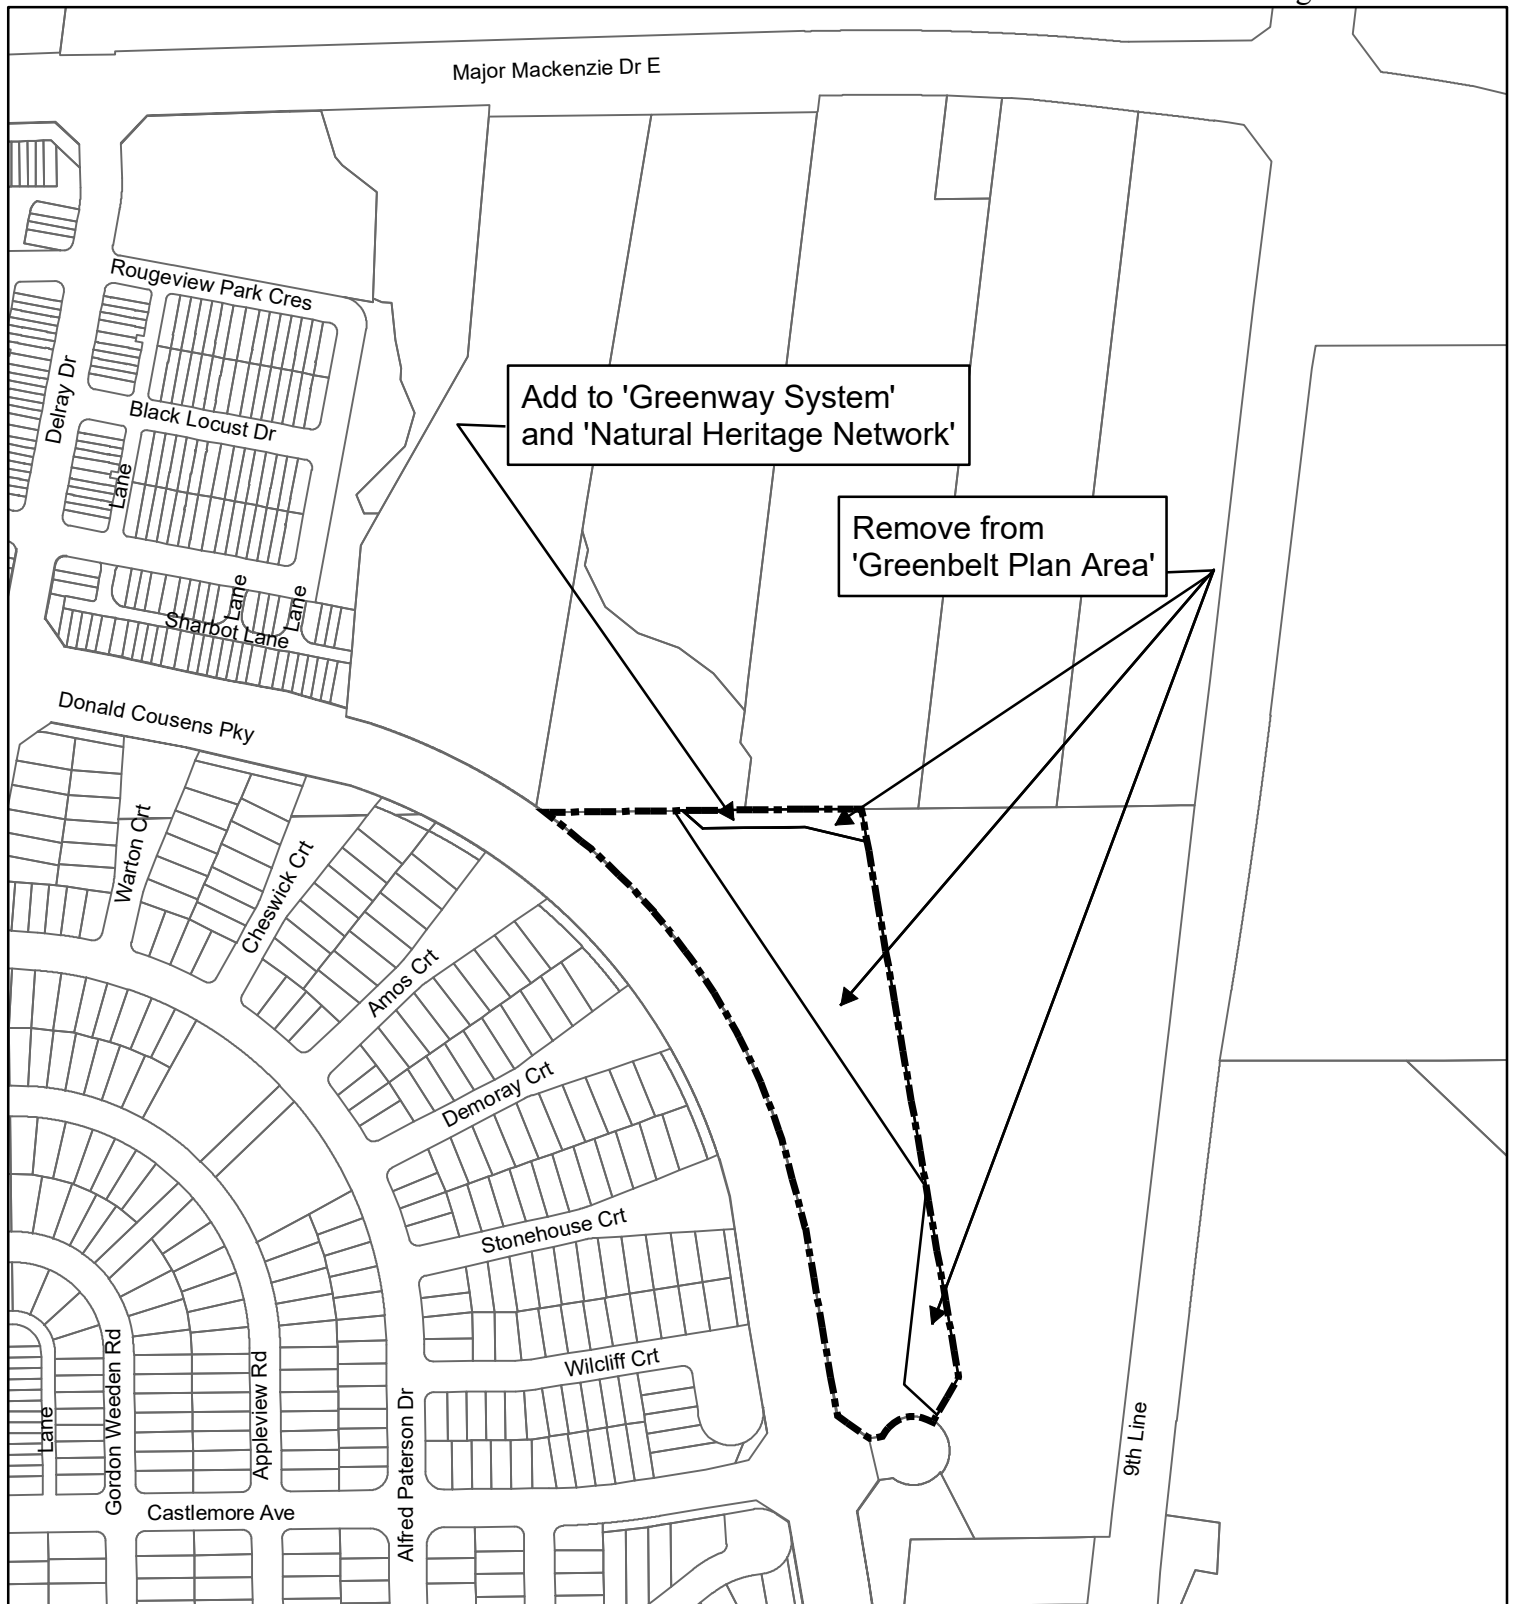 Major Mackenzie Dr E
Rougeview Park Cres
Delray Dr
Black Locust Dr
Lane
Add to 'Greenway System'
and 'Natural Heritage Network'
Remove from
'Greenbelt Plan Area'
Lane
Lane
Sharbot Lane
Donald Cousens Pky
Warton Crt
Cheswick Crt
Amos Crt
Demoray Crt
Stonehouse Crt
Wilcliff Crt
Lane
Gordon Weeden Rd
Appleview Rd
Alfred Paterson Dr
9th Line
Castlemore Ave